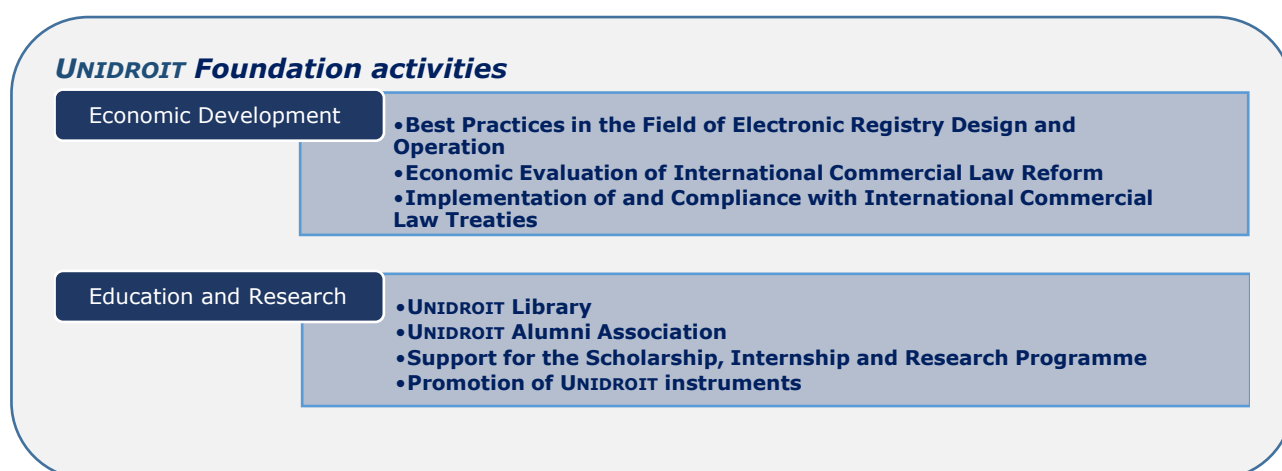 UNIDROIT Foundation activities
Economic Development
•Best Practices in the Field of Electronic Registry Design and
Operation
•Economic Evaluation of International Commercial Law Reform
•Implementation of and Compliance with International Commercial
Law Treaties
Education and Research
•UNIDROIT Library
•UNIDROIT Alumni Association
•Support for the Scholarship, Internship and Research Programme
•Promotion of UNIDROIT instruments